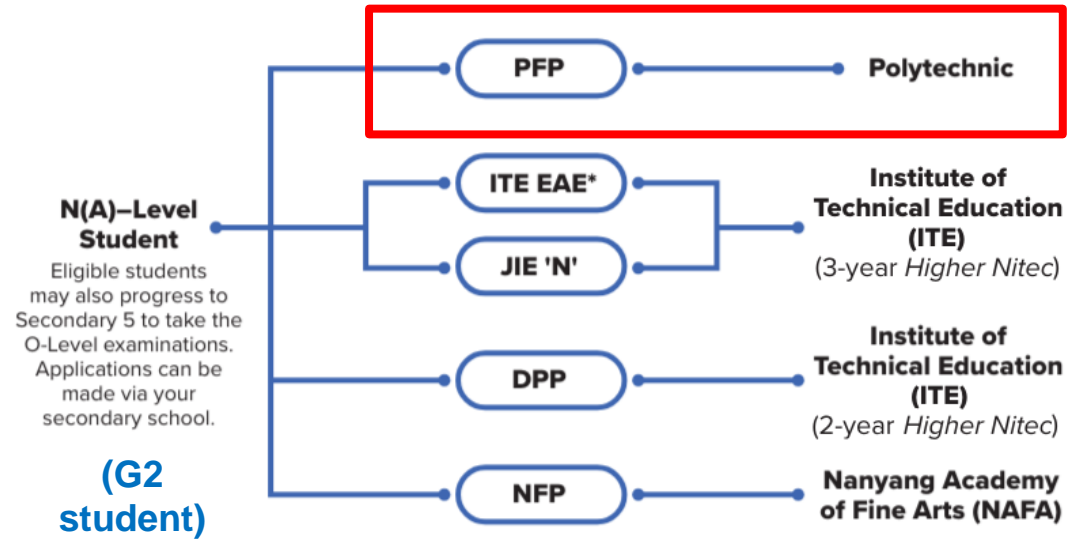 PFP
Polytechnic
N(A)–Level
Student
Eligible students
may also progress to
Secondary 5 to take the
O-Level examinations.
Applications can be
made via your
secondary school.
(G2
student)
ITE EAE*
JIE 'N'
Institute of
Technical Education
(ITE)
(3-year Higher Nitec)
DPP
Institute of
Technical Education
(ITE)
(2-year Higher Nitec)
NFP
Nanyang Academy
of Fine Arts (NAFA)